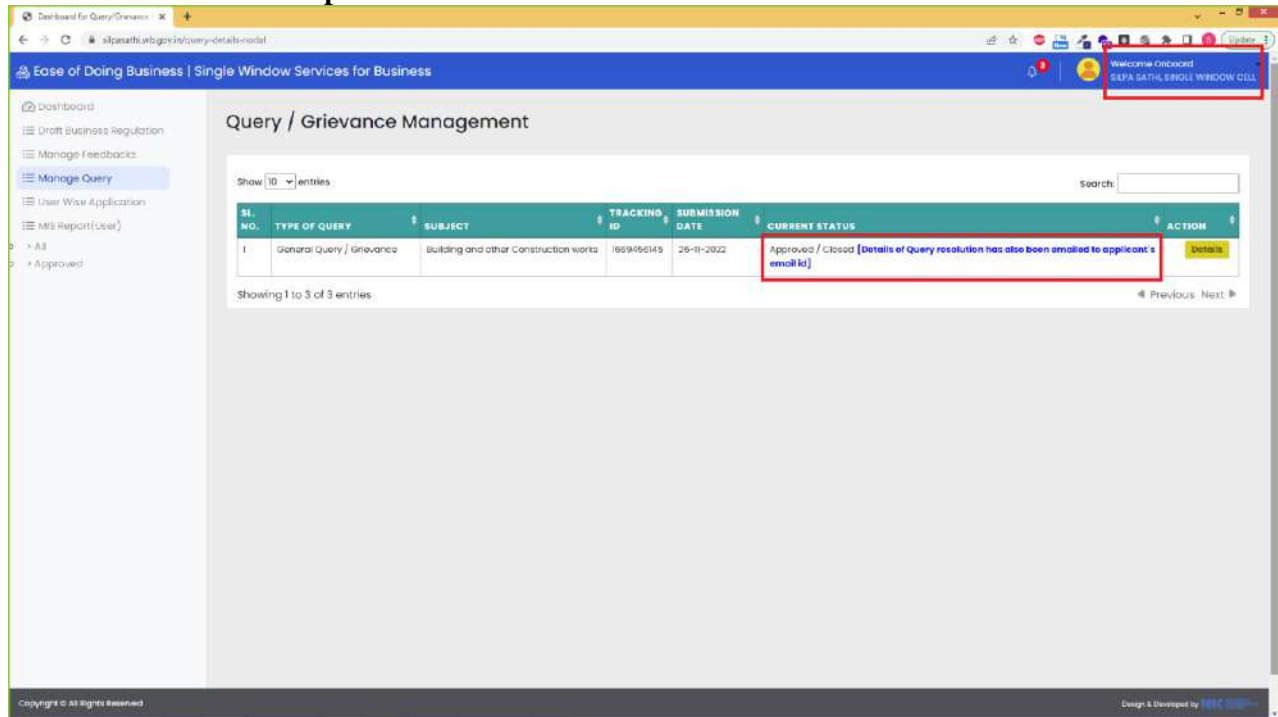 Dashboard for Query/Grievance
silpasathi.wb.gov.in/query-details-nodal
Update
Ease of Doing Business | Single Window Services for Business
3
Welcome Onboard
SILPA SATHI, SINGLE WINDOW CELL
Dashboard
Draft Business Regulation
Manage Feedbacks
Manage Query
User Wise Application
MIS Report(User)
> All
> Approved
Query / Grievance Management
Show 10 entries
Search:
SL. NO. TYPE OF QUERY SUBJECT TRACKING ID SUBMISSION DATE CURRENT STATUS ACTION
1 General Query / Grievance Building and other Construction works 1669456145 26-11-2022 Approved / Closed [Details of Query resolution has also been emailed to applicant's
email id] Details
Showing 1 to 3 of 3 entries
Previous Next
Copyright © All Rights Reserved
Design & Developed by NIC